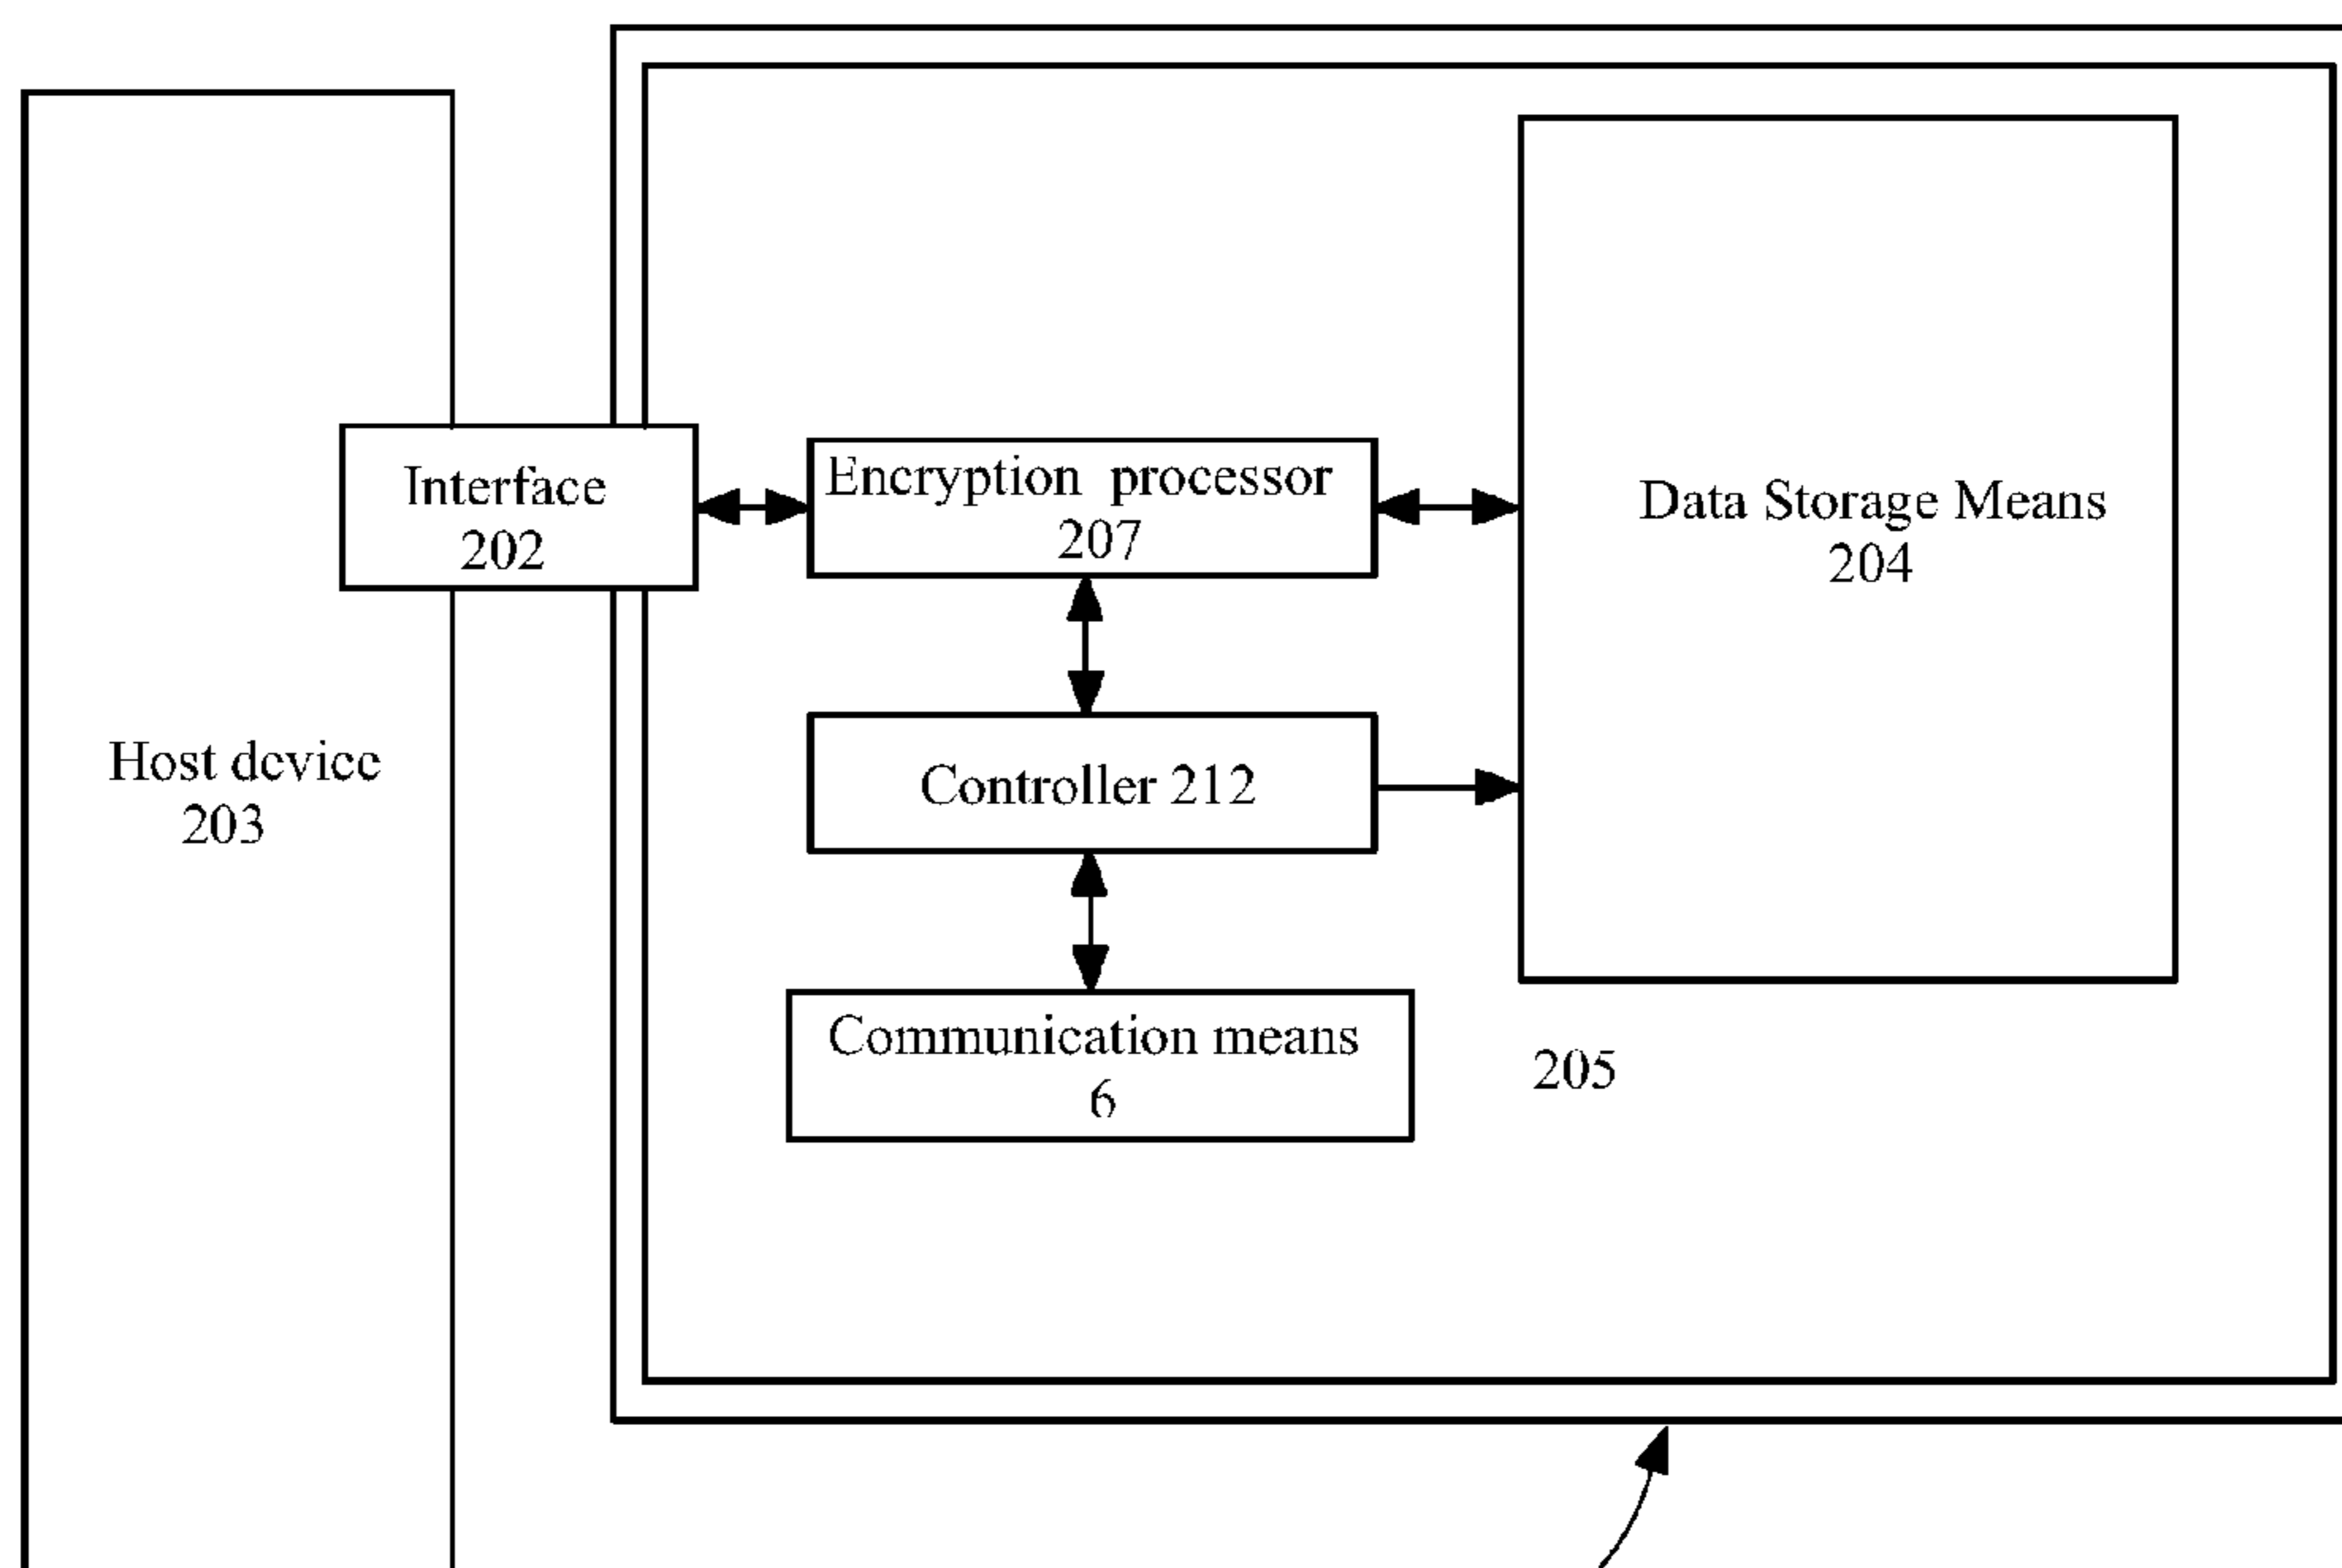 Interface
202
Encryption processor
207
Data Storage Means
204
Host device
203
Controller 212
Communication means
6
205